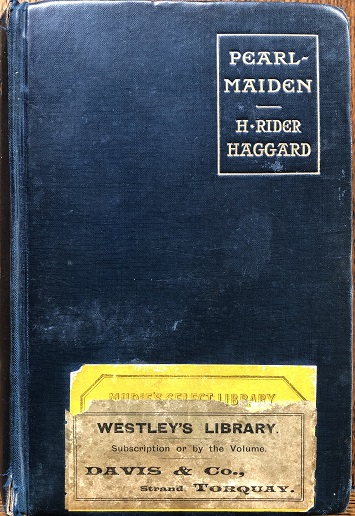 PEARL-
MAIDEN
H·RIDER
HAGGARD
MUDIE'S SELECT LIBRARY
WESTLEY'S LIBRARY.
Subscription or by the Volume.
DAVIS & Co.,
Strand TORQUAY.